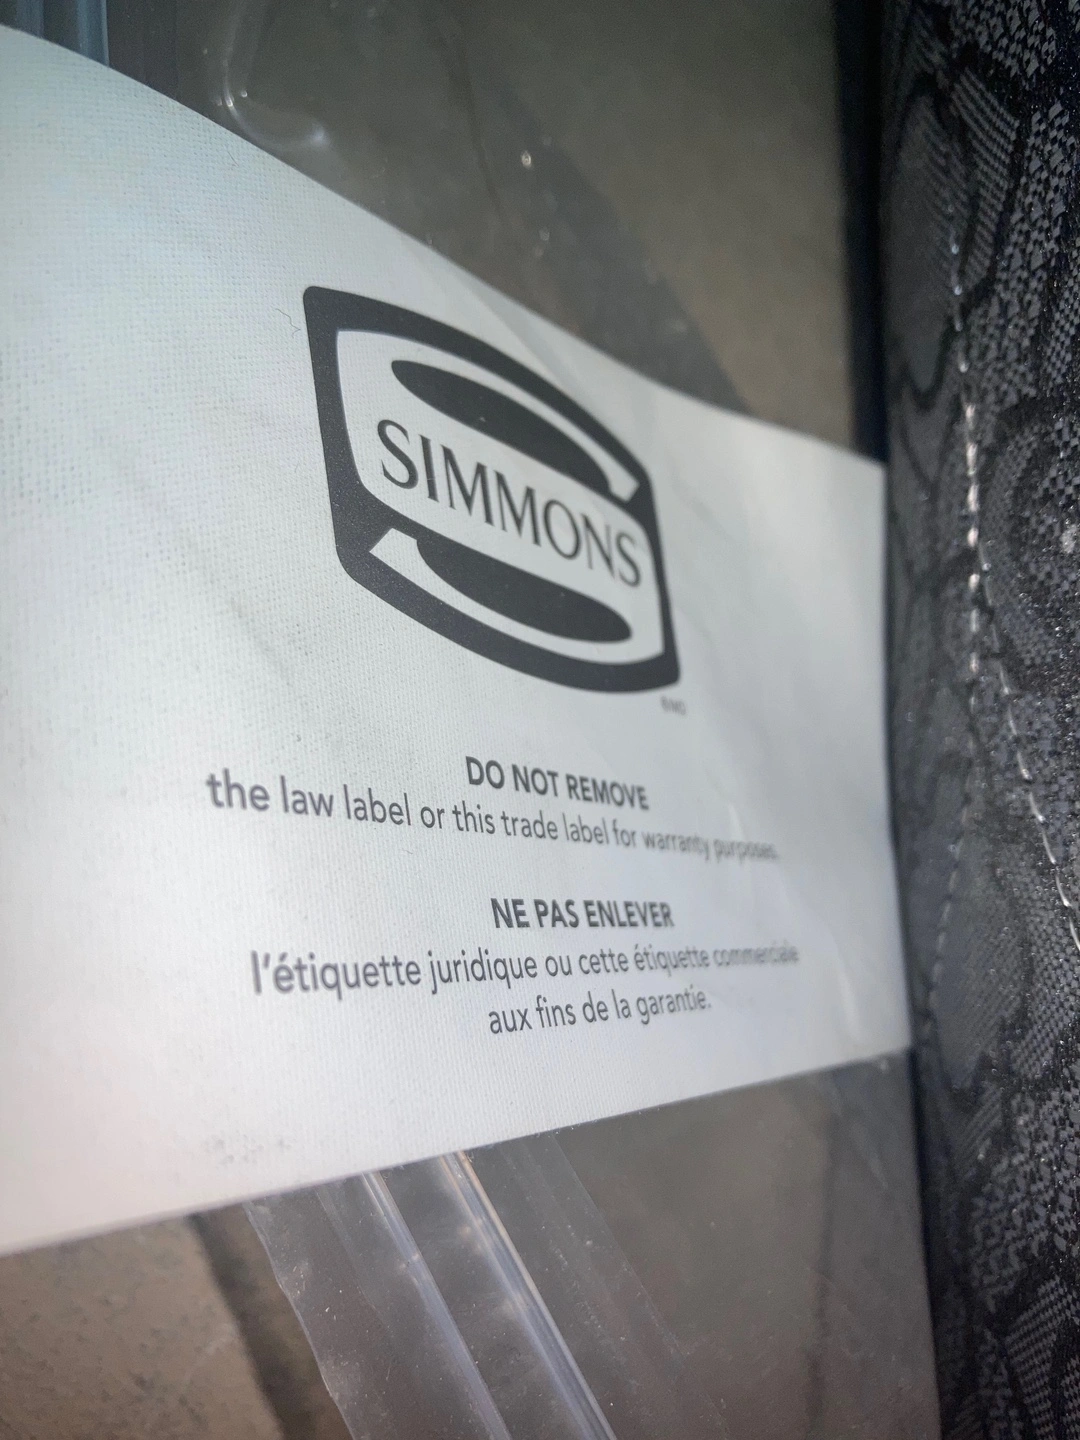 SIMMONS
DO NOT REMOVE
the law label or this trade label for warranty purposes.
NE PAS ENLEVER
l'étiquette juridique ou cette étiquette commerciale
aux fins de la garantie.